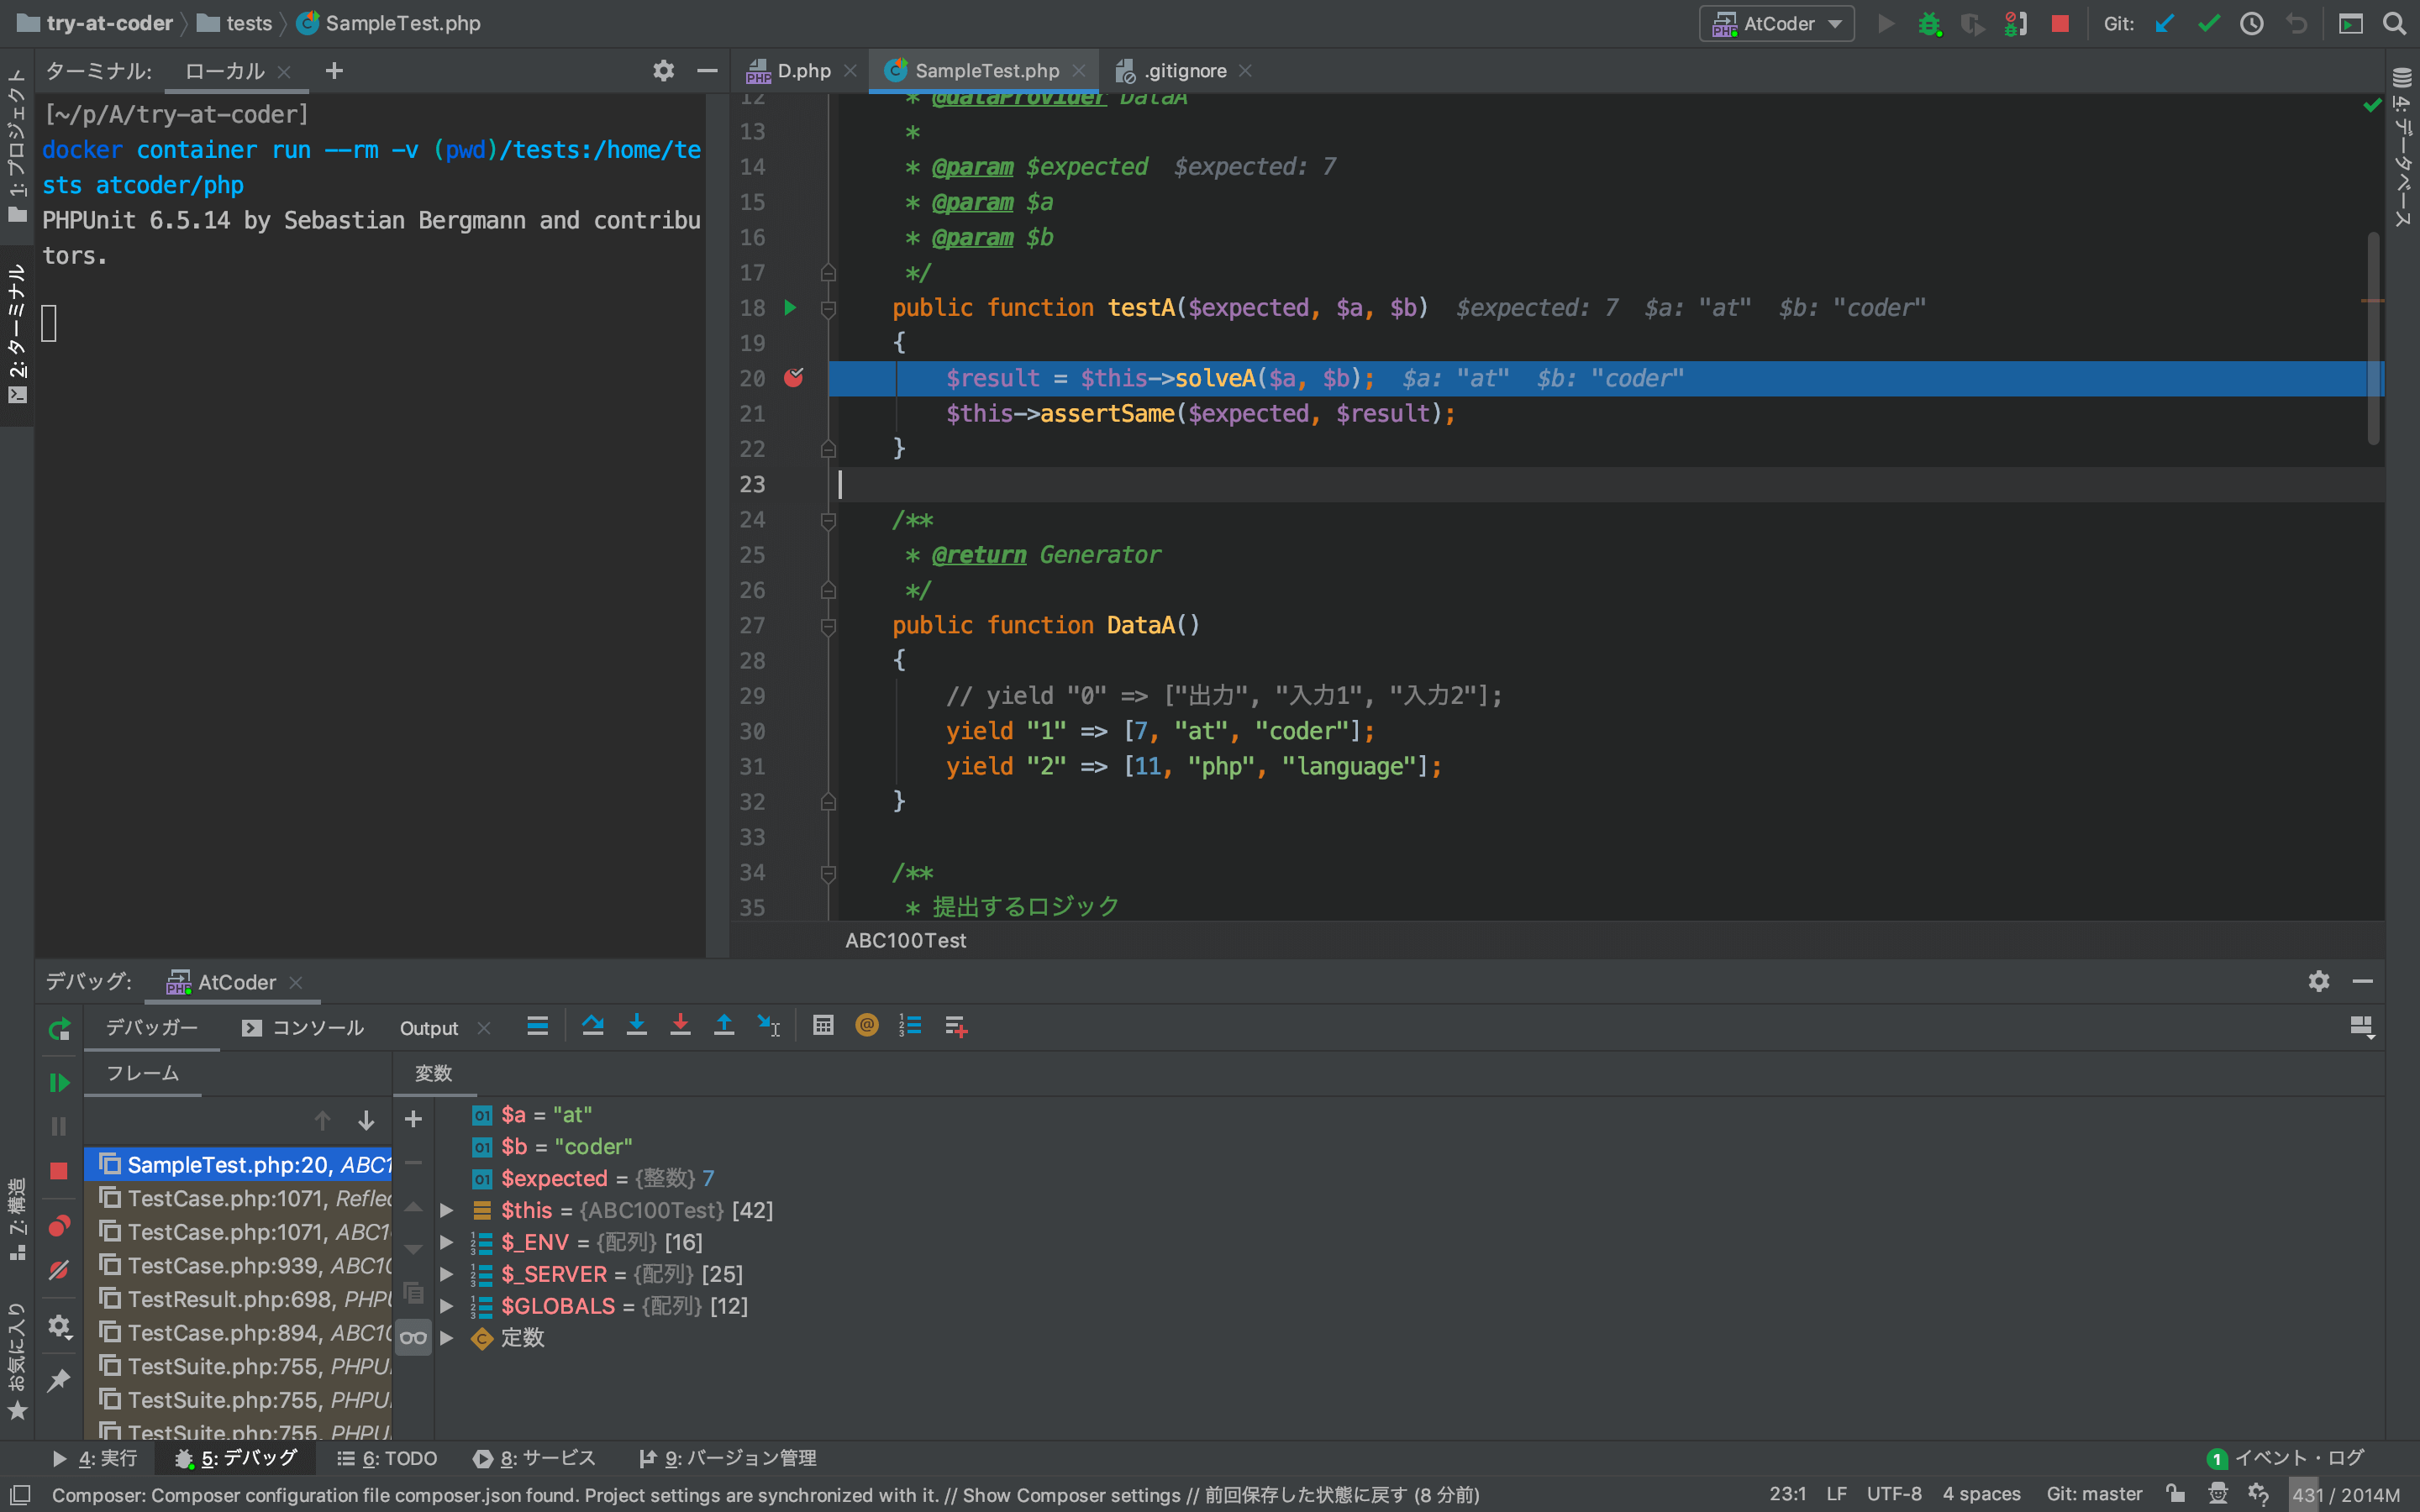 try-at-coder
tests
SampleTest.php
AtCoder
Git:
ターミナル:
ローカル
D.php
SampleTest.php
.gitignore
1: プロジェクト
2: ターミナル
[~/p/A/try-at-coder]
docker container run --rm -v (pwd)/tests:/home/te
sts atcoder/php
PHPUnit 6.5.14 by Sebastian Bergmann and contribu
tors.
12 * @dataProvider DataA
13 *
14 * @param $expected $expected: 7
15 * @param $a
16 * @param $b
17 */
18 public function testA($expected, $a, $b) $expected: 7 $a: "at" $b: "coder"
19 {
20 $result = $this->solveA($a, $b); $a: "at" $b: "coder"
21 $this->assertSame($expected, $result);
22 }
23
24 /**
25 * @return Generator
26 */
27 public function DataA()
28 {
29 // yield "0" => ["出力", "入力1", "入力2"];
30 yield "1" => [7, "at", "coder"];
31 yield "2" => [11, "php", "language"];
32 }
33
34 /**
35 * 提出するロジック
ABC100Test
4: データベース
デバッグ:
AtCoder
デバッガー
コンソール
Output
フレーム
変数
SampleTest.php:20, ABC1
TestCase.php:1071, Reflec
TestCase.php:1071, ABC1
TestCase.php:939, ABC10
TestResult.php:698, PHPU
TestCase.php:894, ABC10
TestSuite.php:755, PHPU
TestSuite.php:755, PHPU
TestSuite.php:755, PHPU
$a = "at"
$b = "coder"
$expected = {整数} 7
$this = {ABC100Test} [42]
$_ENV = {配列} [16]
$_SERVER = {配列} [25]
$GLOBALS = {配列} [12]
定数
Z: 構造
お気に入り
4: 実行
5: デバッグ
6: TODO
8: サービス
9: バージョン管理
1 イベント・ログ
Composer: Composer configuration file composer.json found. Project settings are synchronized with it. // Show Composer settings // 前回保存した状態に戻す (8 分前)
23:1
LF
UTF-8
4 spaces
Git: master
431 / 2014M